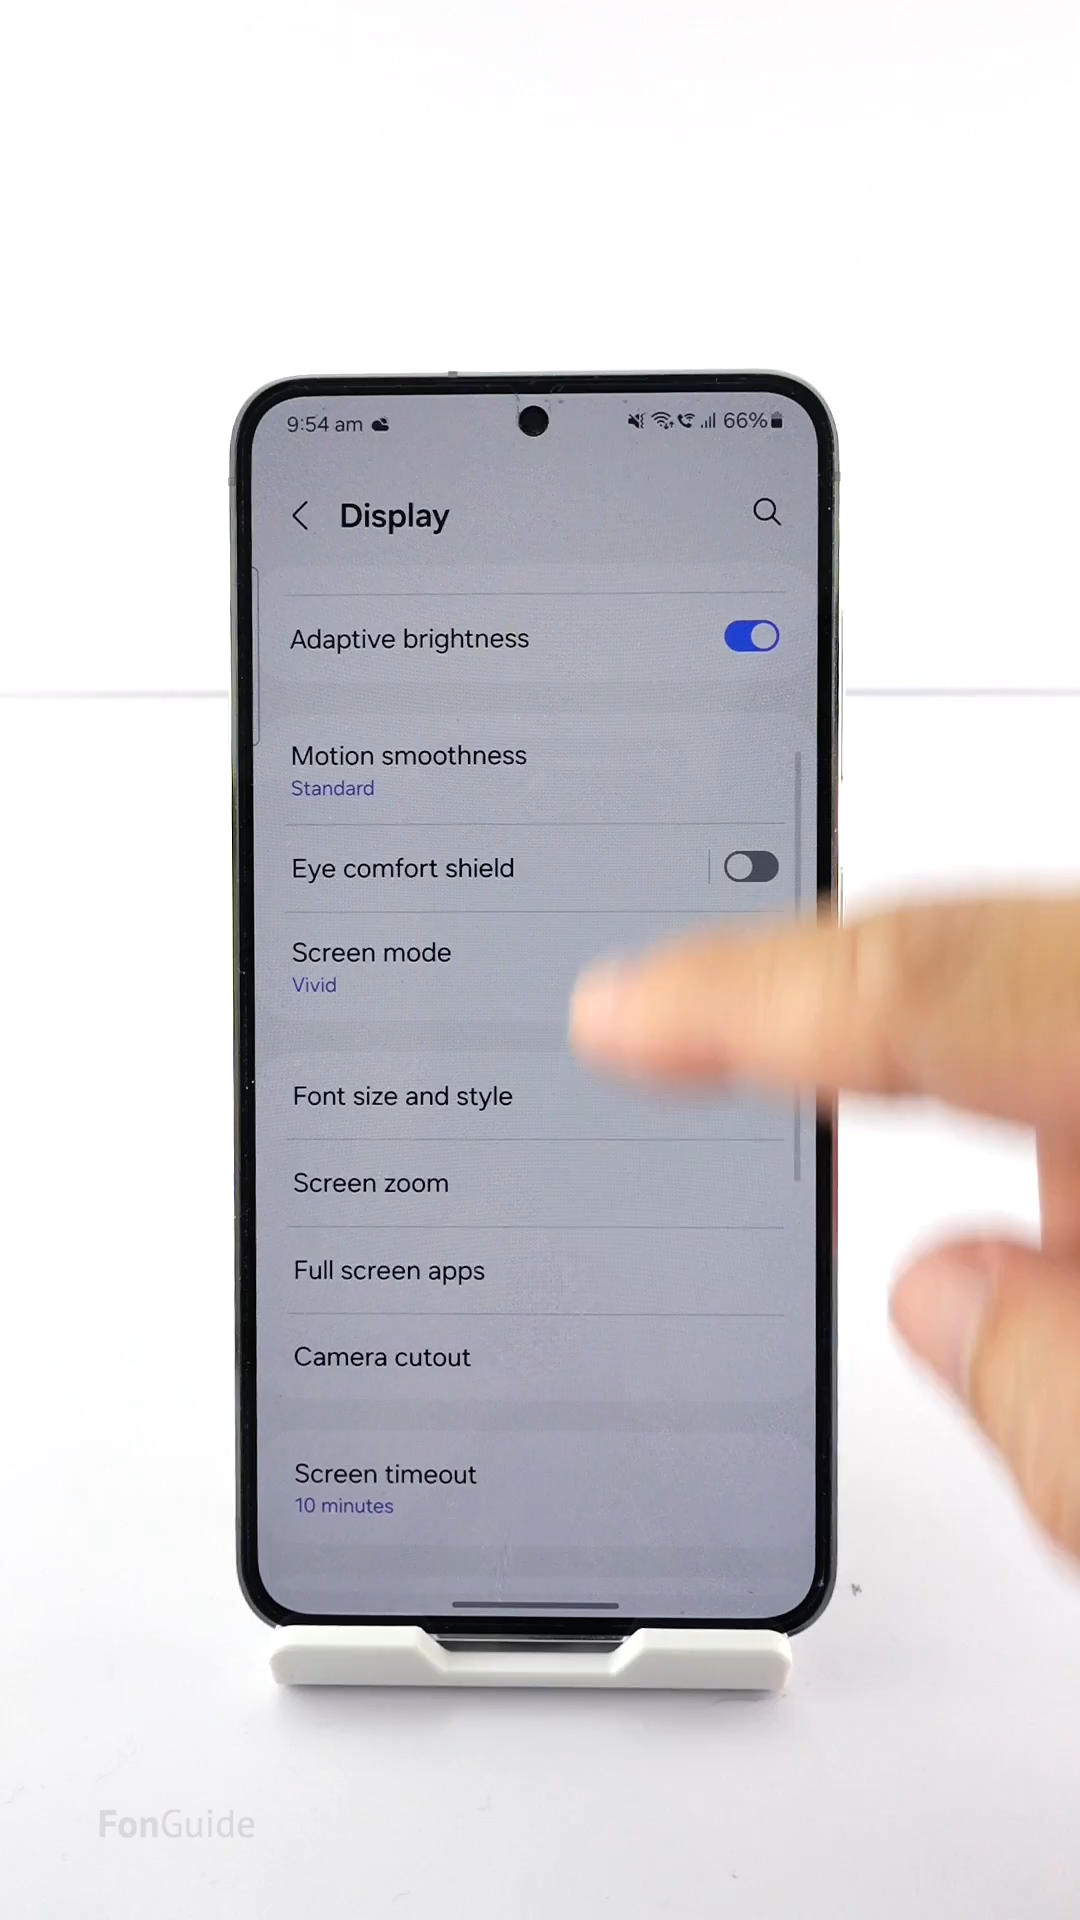 9:54 am
66%
Display
Adaptive brightness
Motion smoothness
Standard
Eye comfort shield
Screen mode
Vivid
Font size and style
Screen zoom
Full screen apps
Camera cutout
Screen timeout
10 minutes
FonGuide